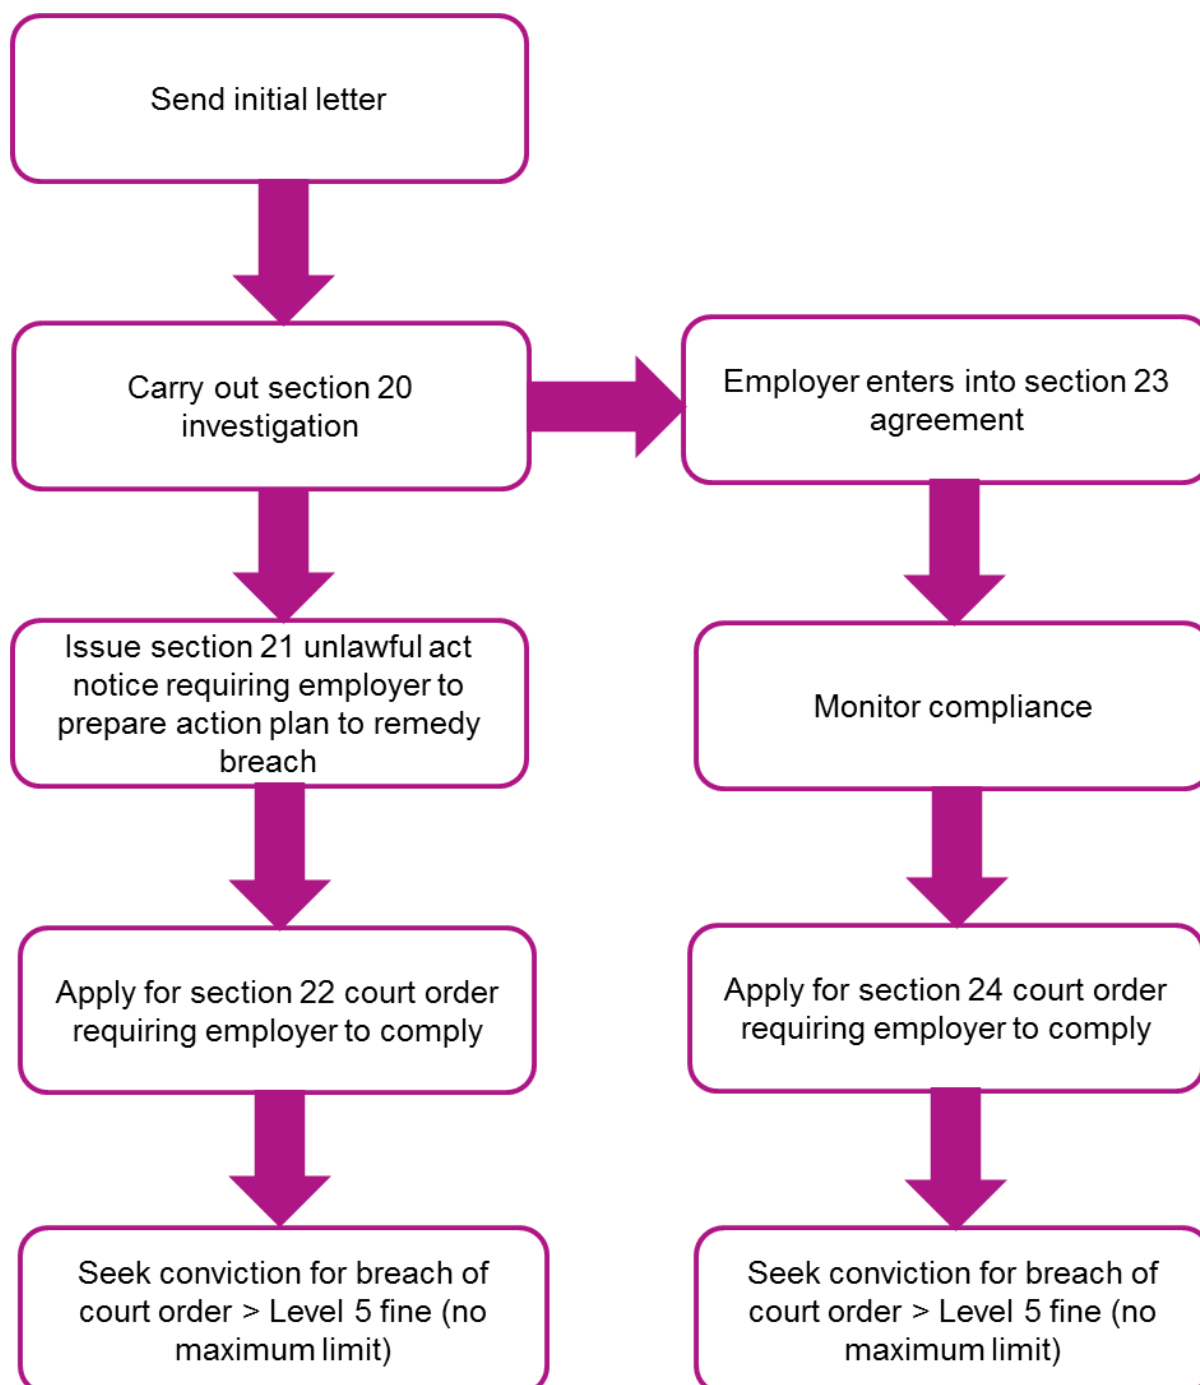 Send initial letter
Carry out section 20
investigation
Employer enters into section 23
agreement
Issue section 21 unlawful act
notice requiring employer to
prepare action plan to remedy
breach
Monitor compliance
Apply for section 22 court order
requiring employer to comply
Apply for section 24 court order
requiring employer to comply
Seek conviction for breach of
court order > Level 5 fine (no
maximum limit)
Seek conviction for breach of
court order > Level 5 fine (no
maximum limit)